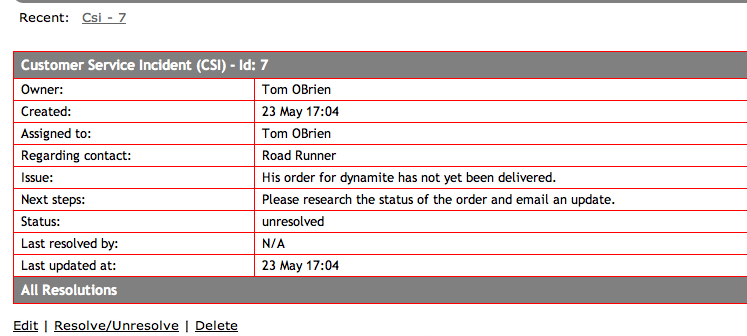 Recent: Csi - 7
Customer Service Incident (CSI) - Id: 7
Owner: Tom OBrien
Created: 23 May 17:04
Assigned to: Tom OBrien
Regarding contact: Road Runner
Issue: His order for dynamite has not yet been delivered.
Next steps: Please research the status of the order and email an update.
Status: unresolved
Last resolved by: N/A
Last updated at: 23 May 17:04
All Resolutions
Edit | Resolve/Unresolve | Delete